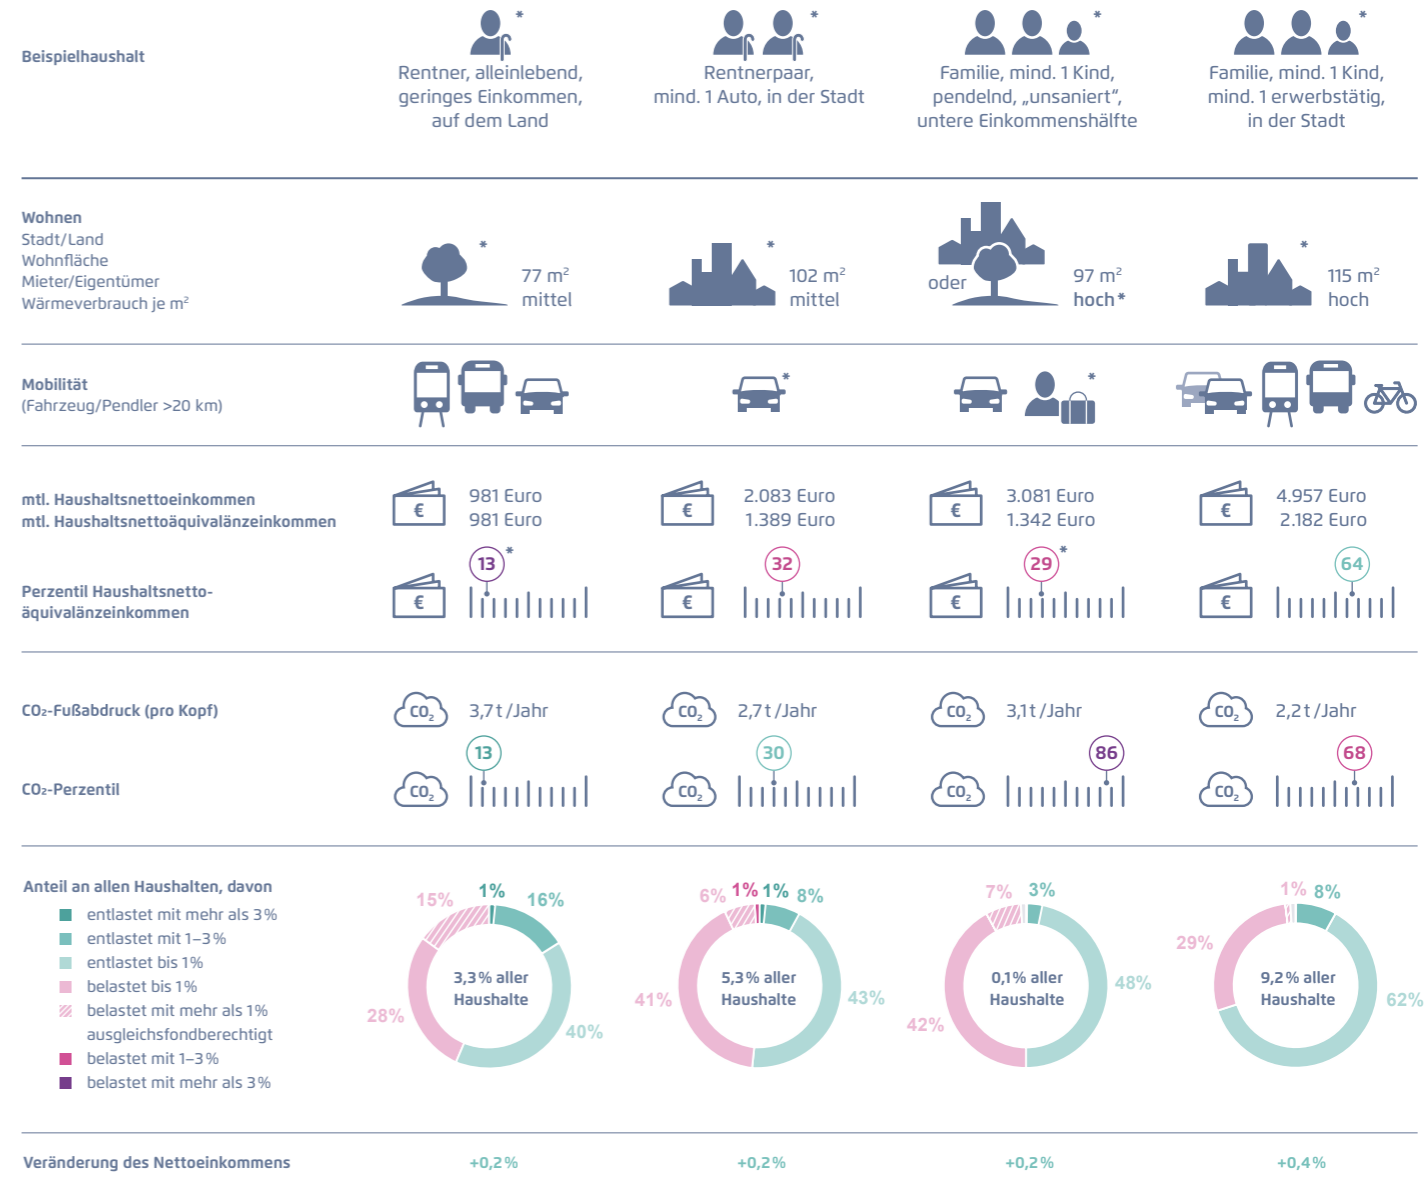 Beispielhaushalt
*
Rentner, alleinlebend,
geringes Einkommen,
auf dem Land
*
Rentnerpaar,
mind. 1 Auto, in der Stadt
*
Familie, mind. 1 Kind,
pendelnd, „unsaniert“,
untere Einkommenshälfte
*
Familie, mind. 1 Kind,
mind. 1 erwerbstätig,
in der Stadt
Wohnen
Stadt/Land
Wohnfläche
Mieter/Eigentümer
Wärmeverbrauch je m²
*
77 m²
mittel
*
102 m²
mittel
oder
97 m²
hoch*
*
115 m²
hoch
Mobilität
(Fahrzeug/Pendler >20 km)
*
*
mtl. Haushaltsnettoeinkommen
mtl. Haushaltsnettoäquivalänzeinkommen
€
981 Euro
981 Euro
€
2.083 Euro
1.389 Euro
€
3.081 Euro
1.342 Euro
€
4.957 Euro
2.182 Euro
Perzentil Haushaltsnetto-
äquivalänzeinkommen
€
13 *
€
32
€
29 *
€
64
CO₂-Fußabdruck (pro Kopf)
CO₂
3,7 t/Jahr
CO₂
2,7 t/Jahr
CO₂
3,1 t/Jahr
CO₂
2,2 t/Jahr
CO₂-Perzentil
CO₂
13
CO₂
30
CO₂
86
CO₂
68
Anteil an allen Haushalten, davon
entlastet mit mehr als 3 %
entlastet mit 1–3 %
entlastet bis 1 %
belastet bis 1 %
belastet mit mehr als 1 %
ausgleichsfondberechtigt
belastet mit 1–3 %
belastet mit mehr als 3 %
15% 1% 16%
3,3 % aller
Haushalte
28%
40%
6% 1% 1% 8%
5,3 % aller
Haushalte
41%
43%
7% 3%
0,1 % aller
Haushalte
48%
42%
1% 8%
29%
9,2 % aller
Haushalte
62%
Veränderung des Nettoeinkommens
+0,2 %
+0,2 %
+0,2 %
+0,4 %